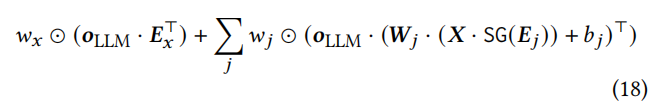 w_x ⊙ (o_LLM · E_x^⊤) + ∑_j w_j ⊙ (o_LLM · (W_j · (X · SG(E_j)) + b_j)^⊤)
(18)